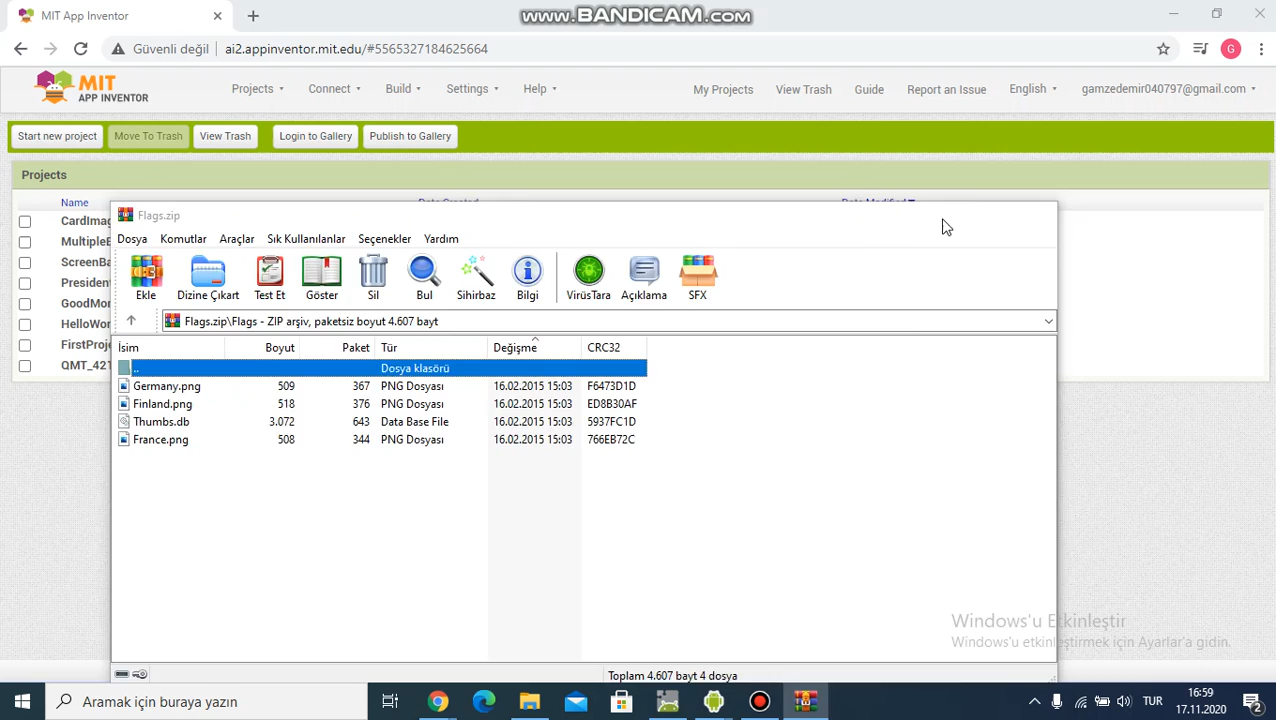 MIT App Inventor
www.BANDICAM.com
Güvenli değil
ai2.appinventor.mit.edu/#5565327184625664
G
MIT
APP INVENTOR
Projects
Connect
Build
Settings
Help
My Projects
View Trash
Guide
Report an Issue
English
gamzedemir040797@gmail.com
Start new project
Move To Trash
View Trash
Login to Gallery
Publish to Gallery
Projects
Name
Date Created
Date Modified
CardImag
MultipleB
ScreenBa
President
GoodMor
HelloWor
FirstProje
QMT_421
Flags.zip
Dosya
Komutlar
Araçlar
Sık Kullanılanlar
Seçenekler
Yardım
Ekle
Dizine Çıkart
Test Et
Göster
Sil
Bul
Sihirbaz
Bilgi
VirüsTara
Açıklama
SFX
Flags.zip\Flags - ZIP arşiv, paketsiz boyut 4.607 bayt
İsim Boyut Paket Tür Değişme CRC32
.. Dosya klasörü
Germany.png 509 367 PNG Dosyası 16.02.2015 15:03 F6473D1D
Finland.png 518 376 PNG Dosyası 16.02.2015 15:03 ED8B30AF
Thumbs.db 3.072 643 Data Base File 16.02.2015 15:03 5937FC1D
France.png 508 344 PNG Dosyası 16.02.2015 15:03 766EB72C
Windows'u Etkinleştir
Windows'u etkinleştirmek için Ayarlar'a gidin.
Toplam 4.607 bayt 4 dosya
Aramak için buraya yazın
TUR
16:59
17.11.2020
2